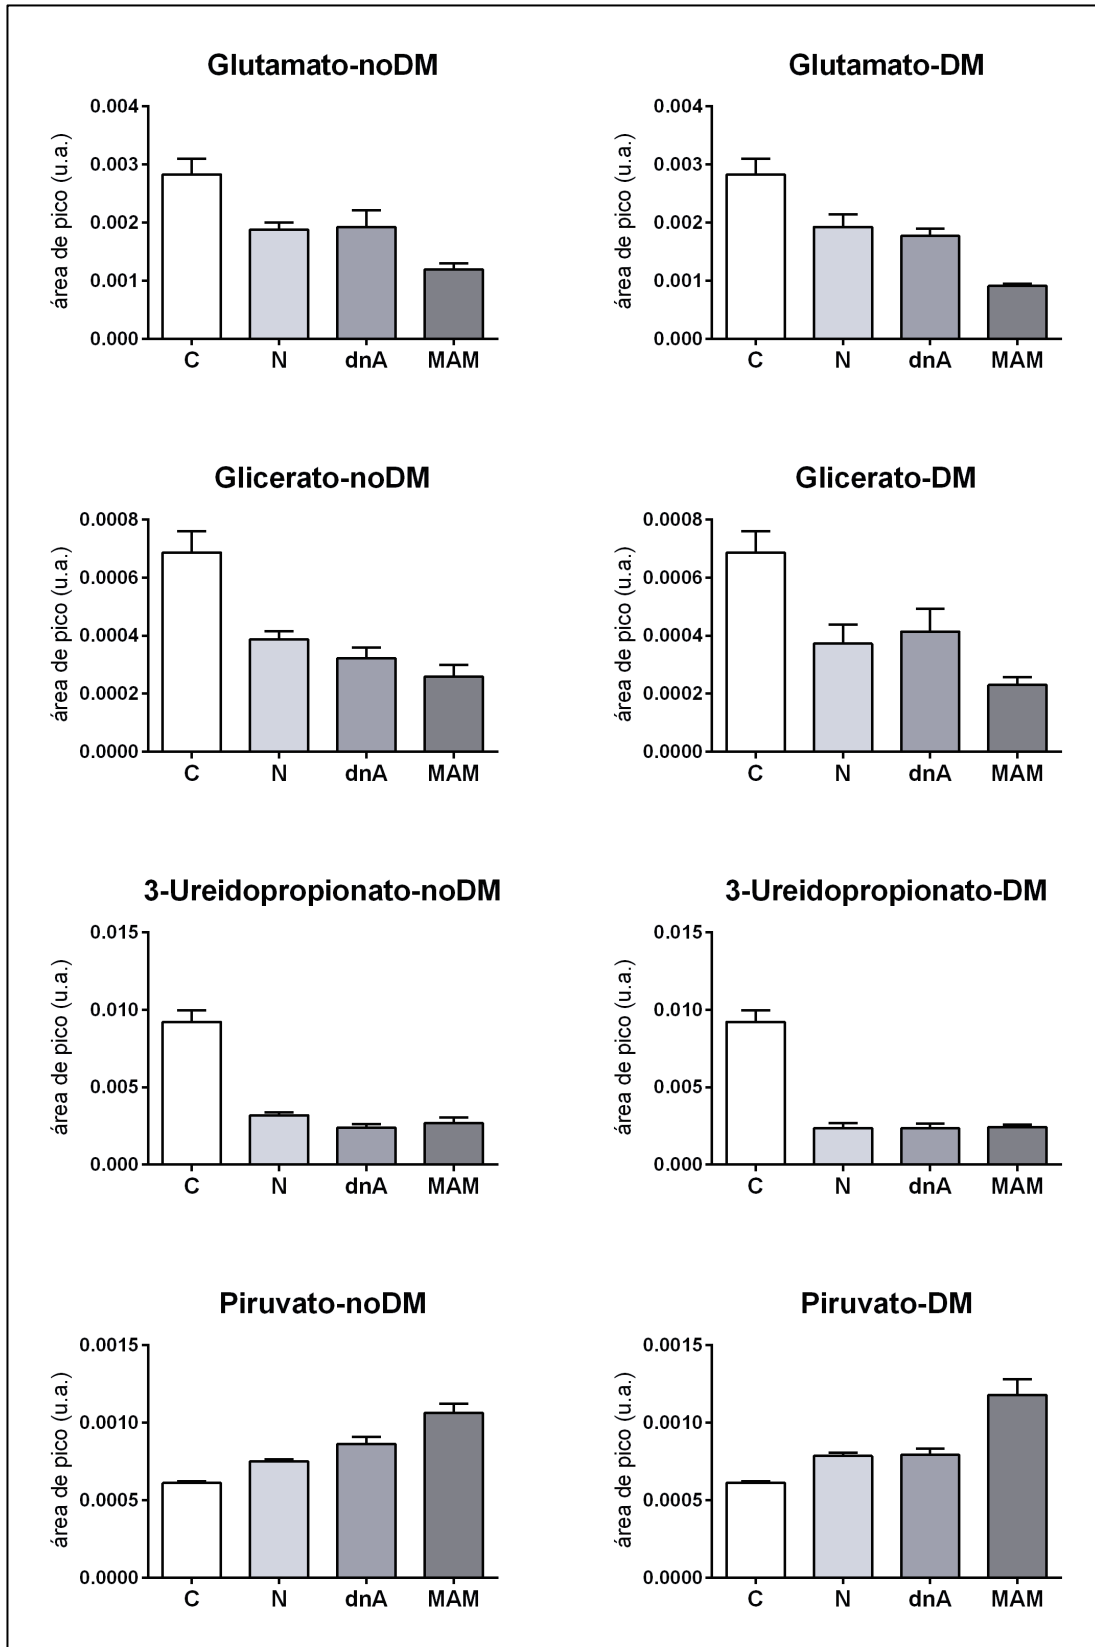 Glutamato-noDM
área de pico (u.a.)
0.004
0.003
0.002
0.001
0.000
C N dnA MAM
Glutamato-DM
área de pico (u.a.)
0.004
0.003
0.002
0.001
0.000
C N dnA MAM
Glicerato-noDM
área de pico (u.a.)
0.0008
0.0006
0.0004
0.0002
0.0000
C N dnA MAM
Glicerato-DM
área de pico (u.a.)
0.0008
0.0006
0.0004
0.0002
0.0000
C N dnA MAM
3-Ureidopropionato-noDM
área de pico (u.a.)
0.015
0.010
0.005
0.000
C N dnA MAM
3-Ureidopropionato-DM
área de pico (u.a.)
0.015
0.010
0.005
0.000
C N dnA MAM
Piruvato-noDM
área de pico (u.a.)
0.0015
0.0010
0.0005
0.0000
C N dnA MAM
Piruvato-DM
área de pico (u.a.)
0.0015
0.0010
0.0005
0.0000
C N dnA MAM